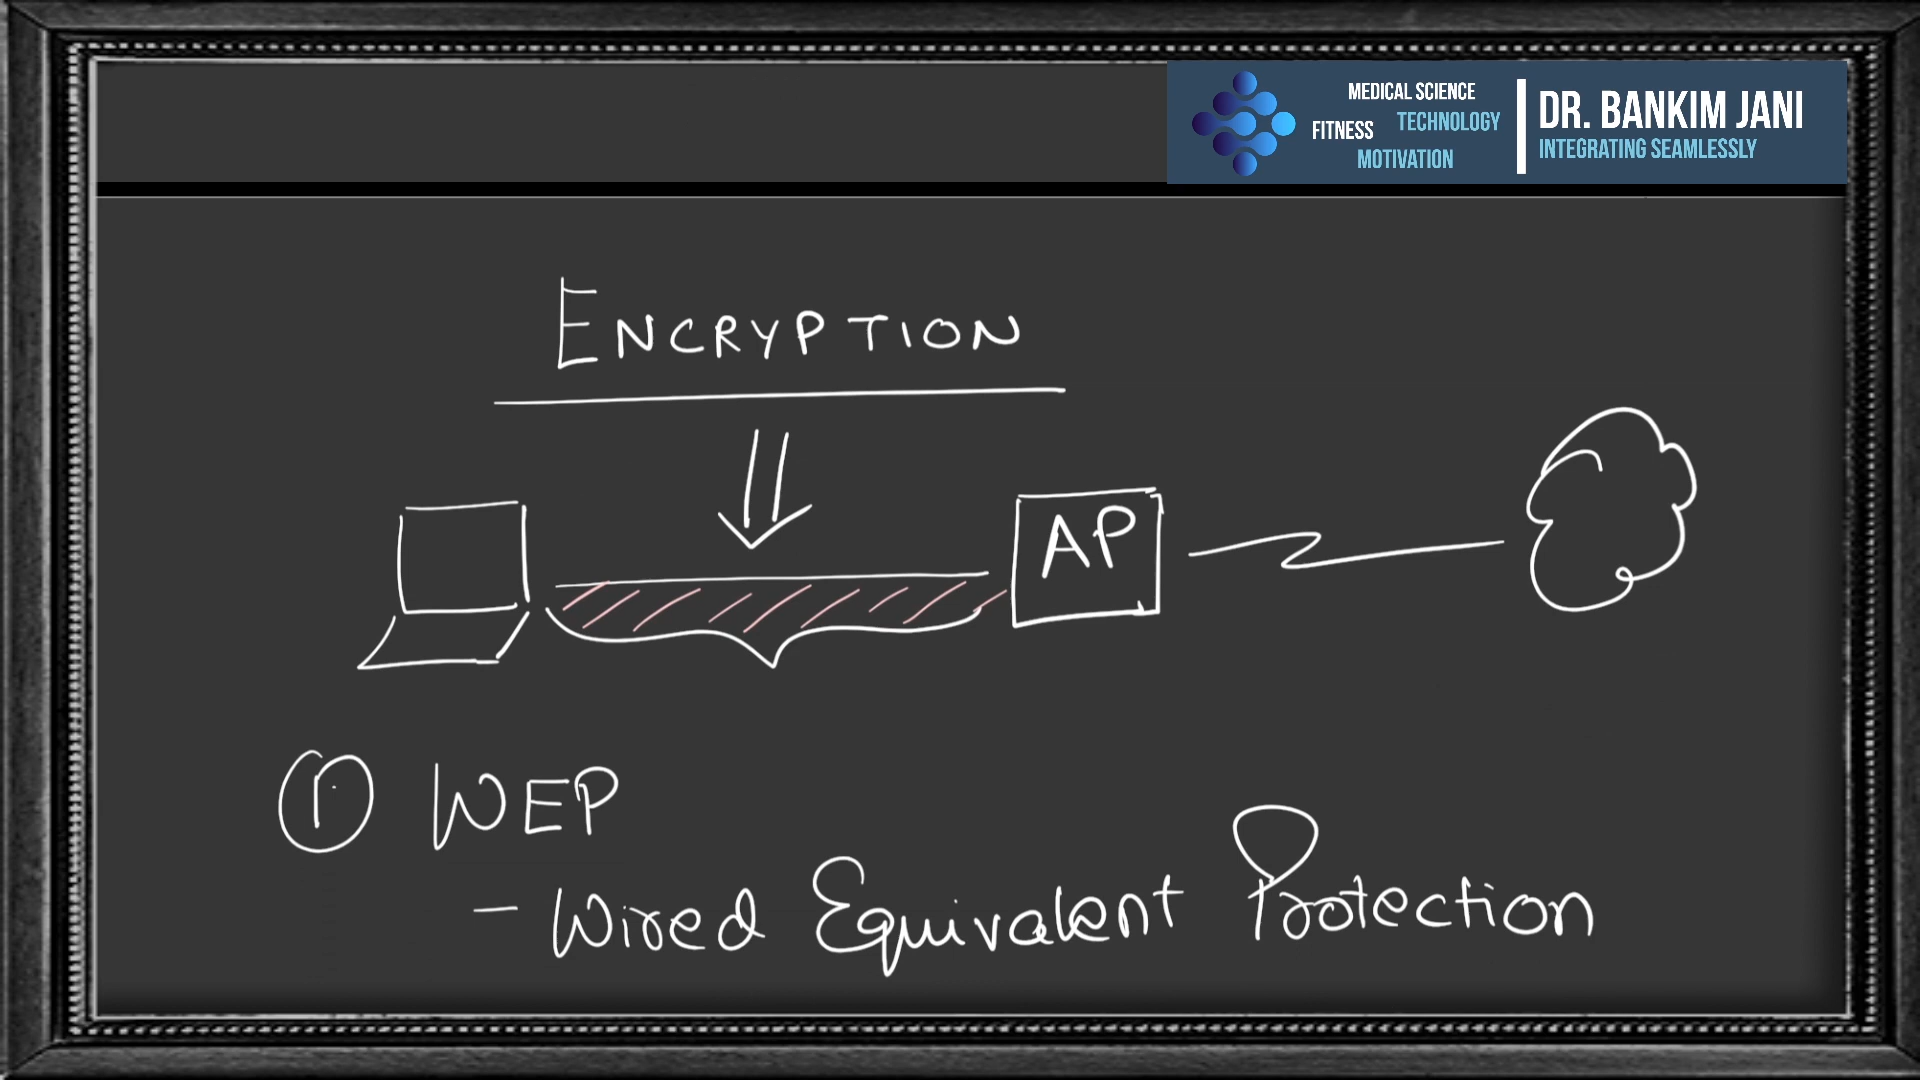 MEDICAL SCIENCE
FITNESS TECHNOLOGY
MOTIVATION
DR. BANKIM JANI
INTEGRATING SEAMLESSLY
ENCRYPTION
AP
1 WEP
- Wired Equivalent Protection